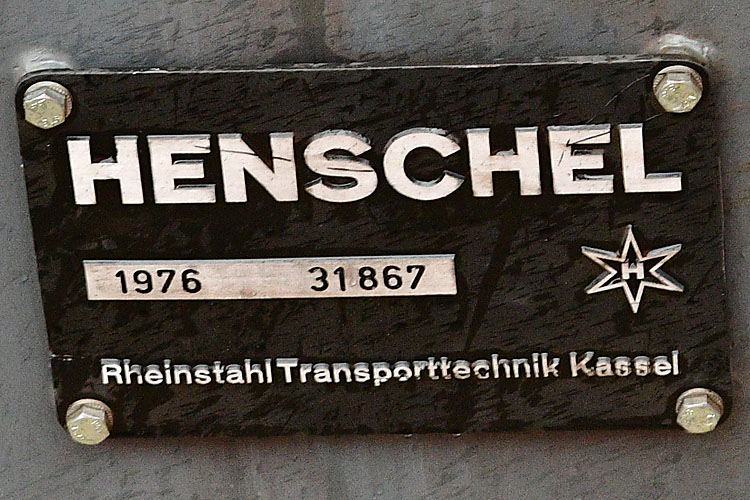 HENSCHEL
1976 31867
H
Rheinstahl Transporttechnik Kassel